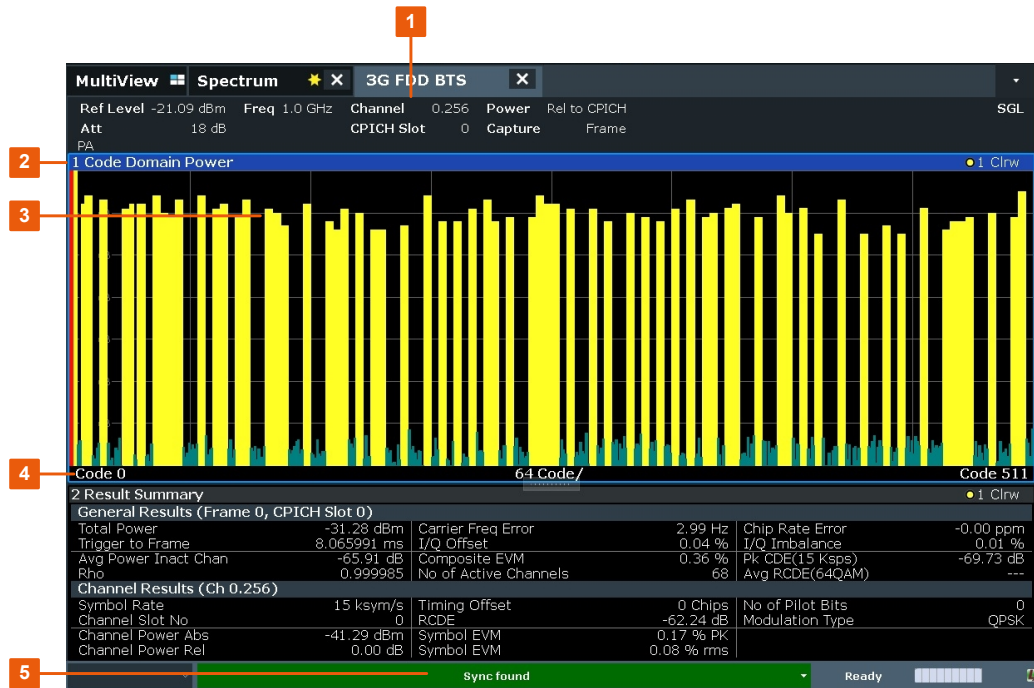 1
MultiView Spectrum 3G FDD BTS
Ref Level -21.09 dBm Freq 1.0 GHz Channel 0.256 Power Rel to CPICH SGL
Att 18 dB CPICH Slot 0 Capture Frame
PA
2
1 Code Domain Power 1 Clrw
3
4
Code 0 64 Code/ Code 511
2 Result Summary 1 Clrw
General Results (Frame 0, CPICH Slot 0)
Total Power -31.28 dBm Carrier Freq Error 2.99 Hz Chip Rate Error -0.00 ppm
Trigger to Frame 8.065991 ms I/Q Offset 0.04 % I/Q Imbalance 0.01 %
Avg Power Inact Chan -65.91 dB Composite EVM 0.36 % Pk CDE(15 Ksps) -69.73 dB
Rho 0.999985 No of Active Channels 68 Avg RCDE(64QAM) ---
Channel Results (Ch 0.256)
Symbol Rate 15 ksym/s Timing Offset 0 Chips No of Pilot Bits 0
Channel Slot No 0 RCDE -62.24 dB Modulation Type QPSK
Channel Power Abs -41.29 dBm Symbol EVM 0.17 % PK
Channel Power Rel 0.00 dB Symbol EVM 0.08 % rms
5
Sync found Ready